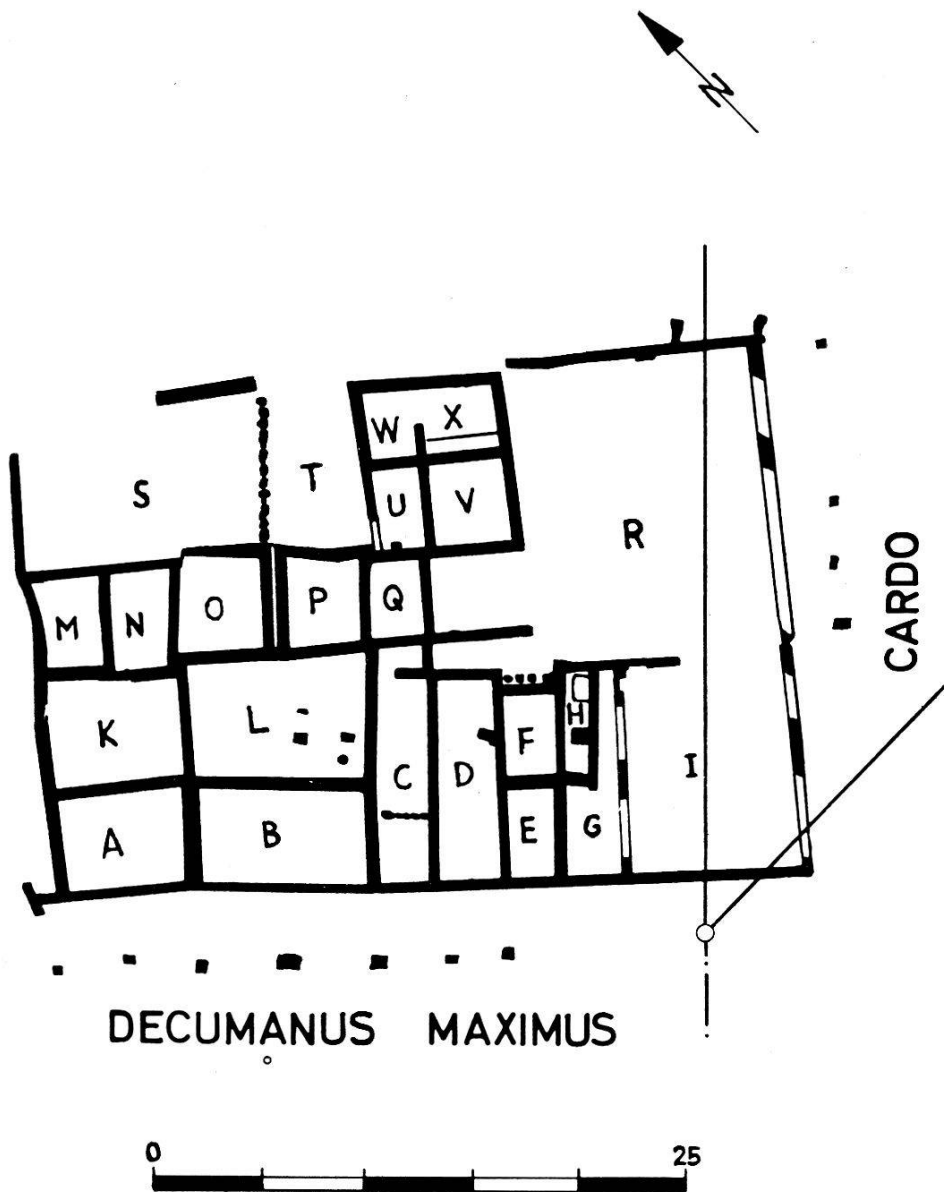 N
W X
S T U V
R
M N O P Q
CARDO
K L C D F H I
A B E G
DECUMANUS MAXIMUS
0 25